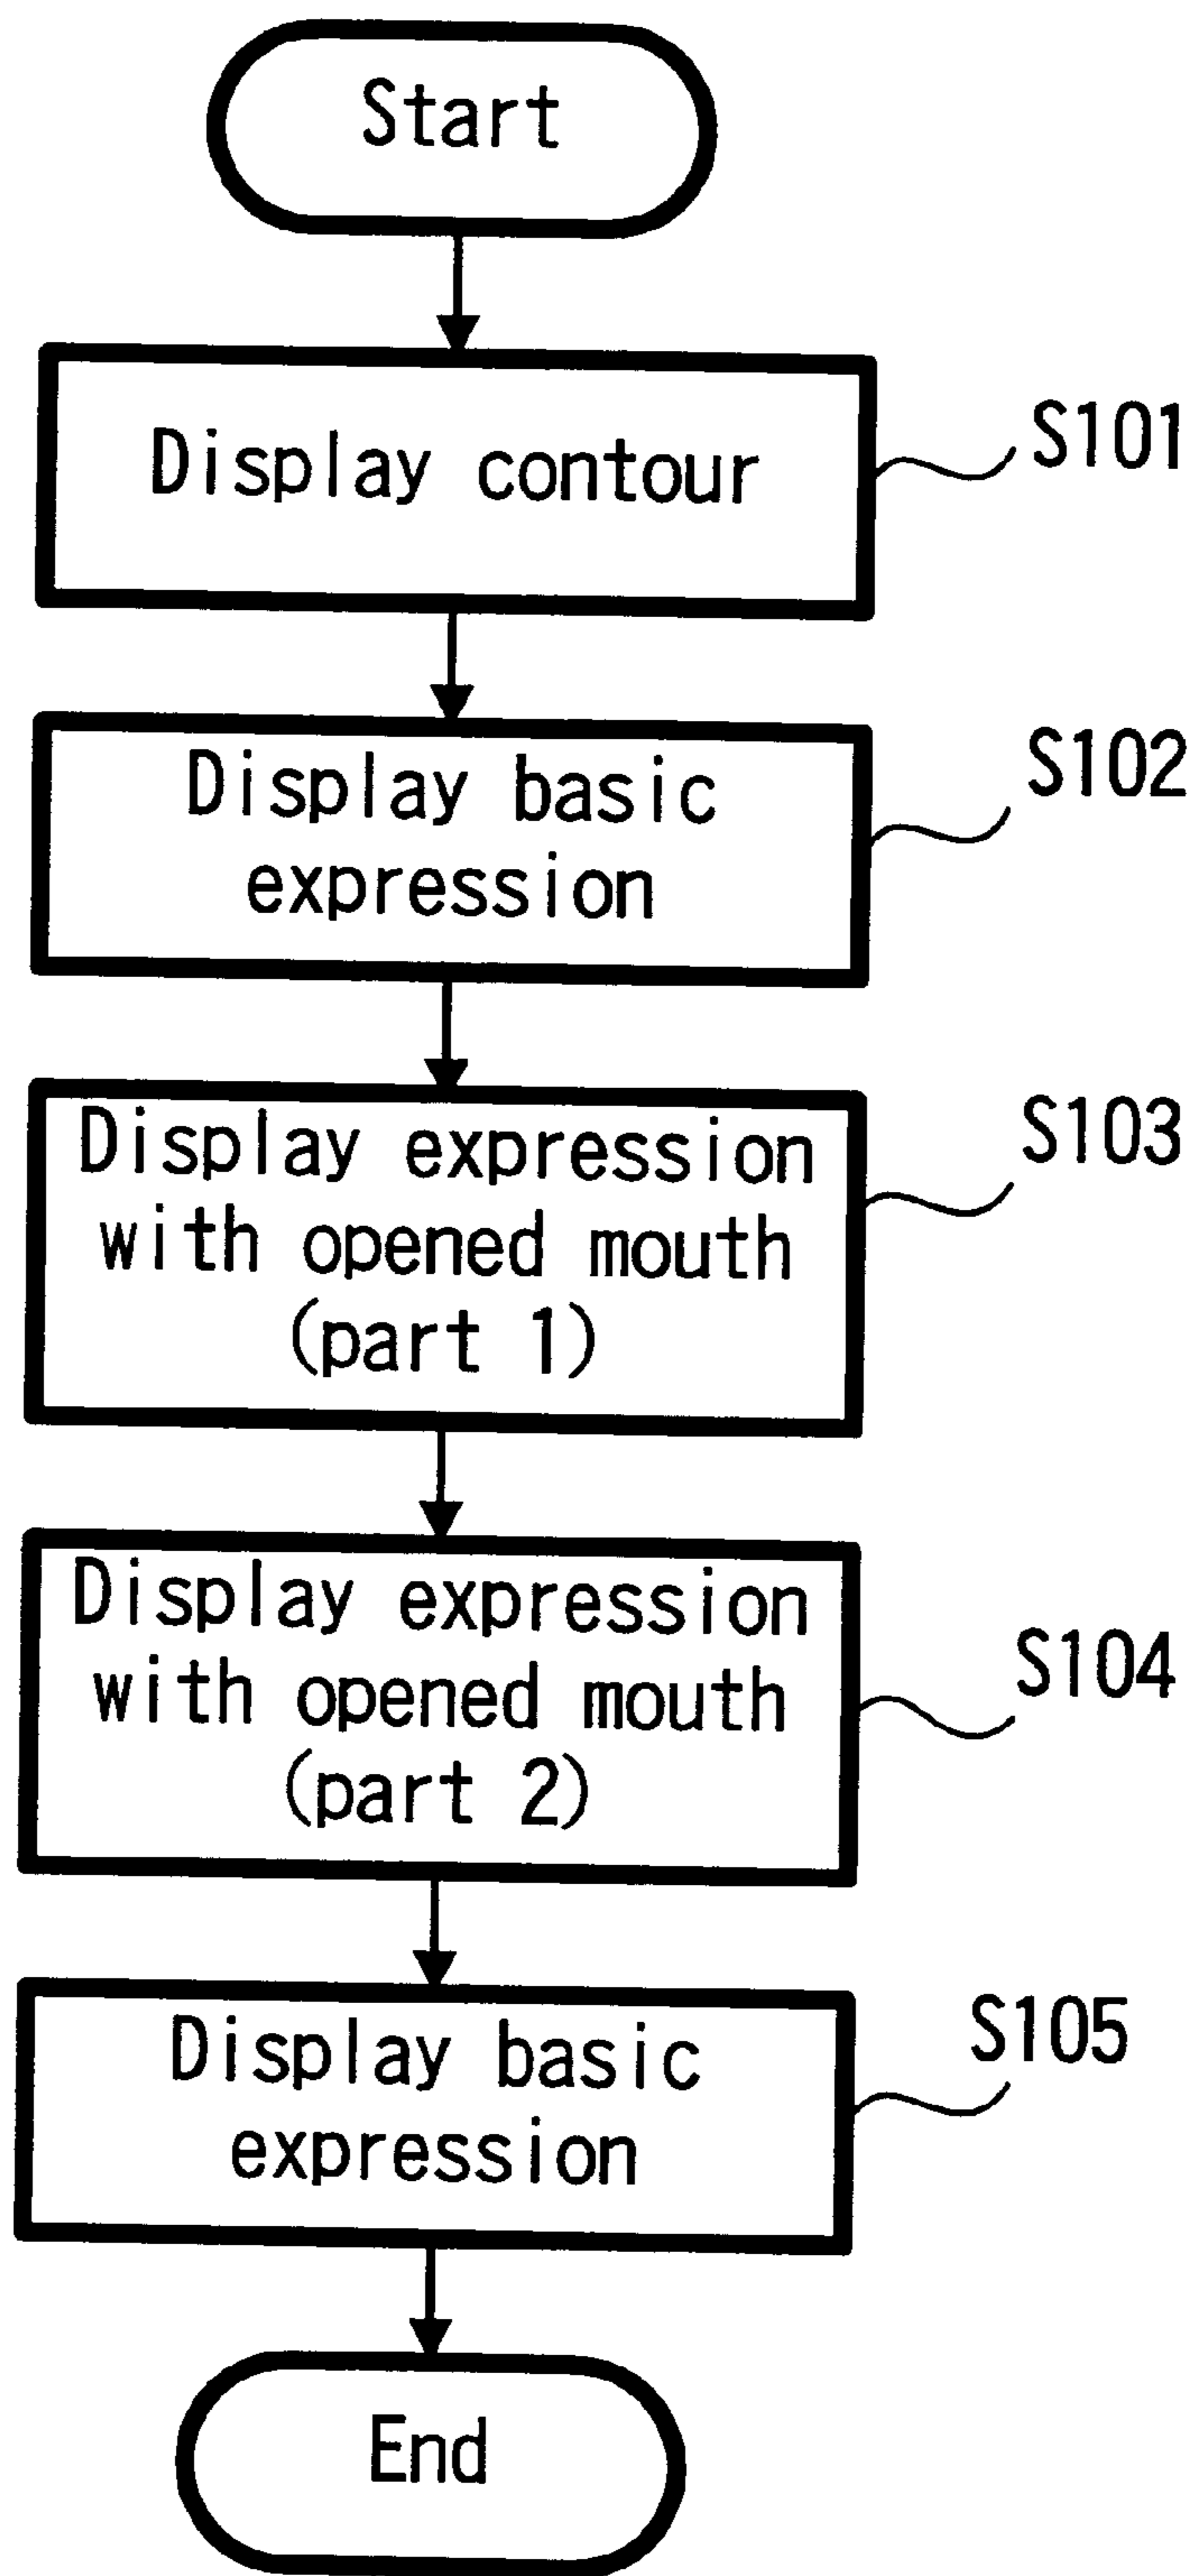 Start
Display contour
S101
Display basic
expression
S102
Display expression
with opened mouth
(part 1)
S103
Display expression
with opened mouth
(part 2)
S104
Display basic
expression
S105
End